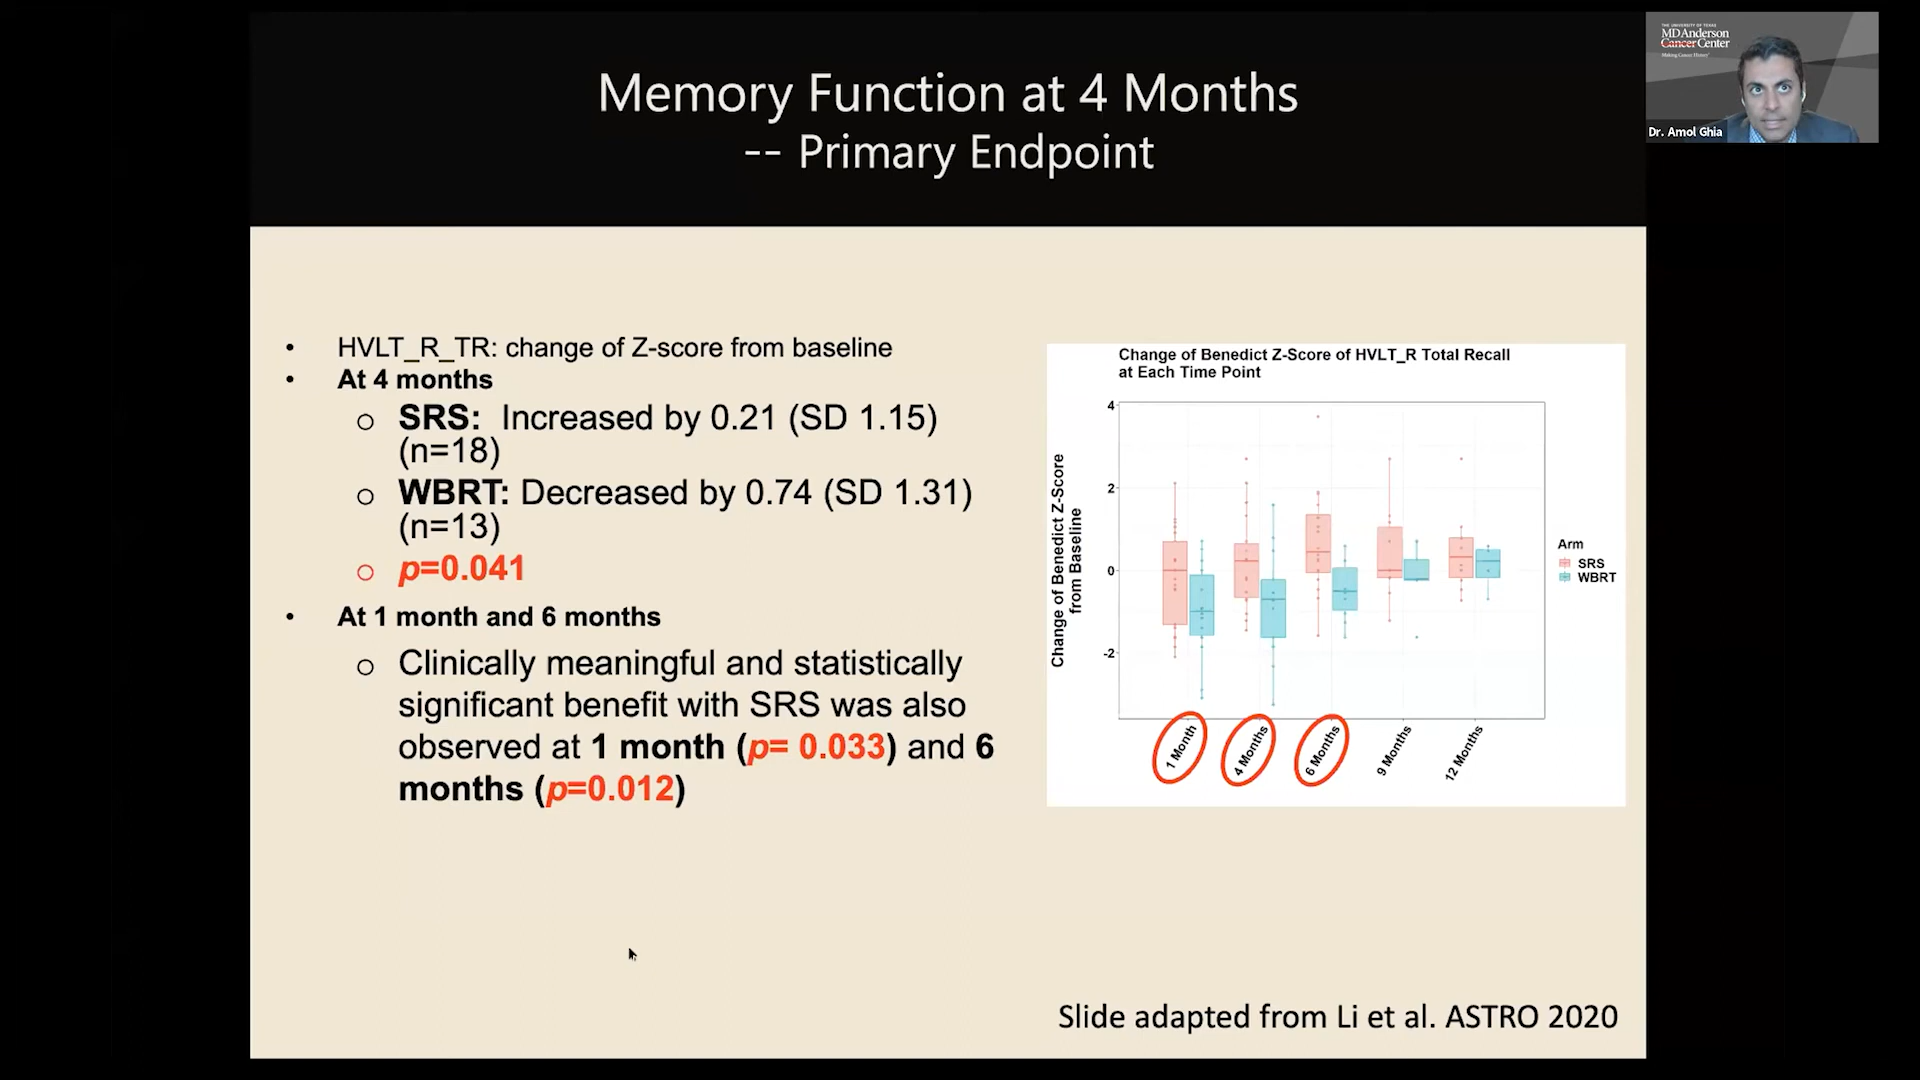 THE UNIVERSITY OF TEXAS
MD Anderson
Cancer Center
Making Cancer History®
Dr. Amol Ghia
Memory Function at 4 Months
-- Primary Endpoint
• HVLT_R_TR: change of Z-score from baseline
• At 4 months
o SRS: Increased by 0.21 (SD 1.15)
(n=18)
o WBRT: Decreased by 0.74 (SD 1.31)
(n=13)
o p=0.041
• At 1 month and 6 months
o Clinically meaningful and statistically
significant benefit with SRS was also
observed at 1 month (p= 0.033) and 6
months (p=0.012)
Change of Benedict Z-Score of HVLT_R Total Recall
at Each Time Point
Change of Benedict Z-Score
from Baseline
4
2
0
-2
1 Month
4 Months
6 Months
9 Months
12 Months
Arm
SRS
WBRT
Slide adapted from Li et al. ASTRO 2020